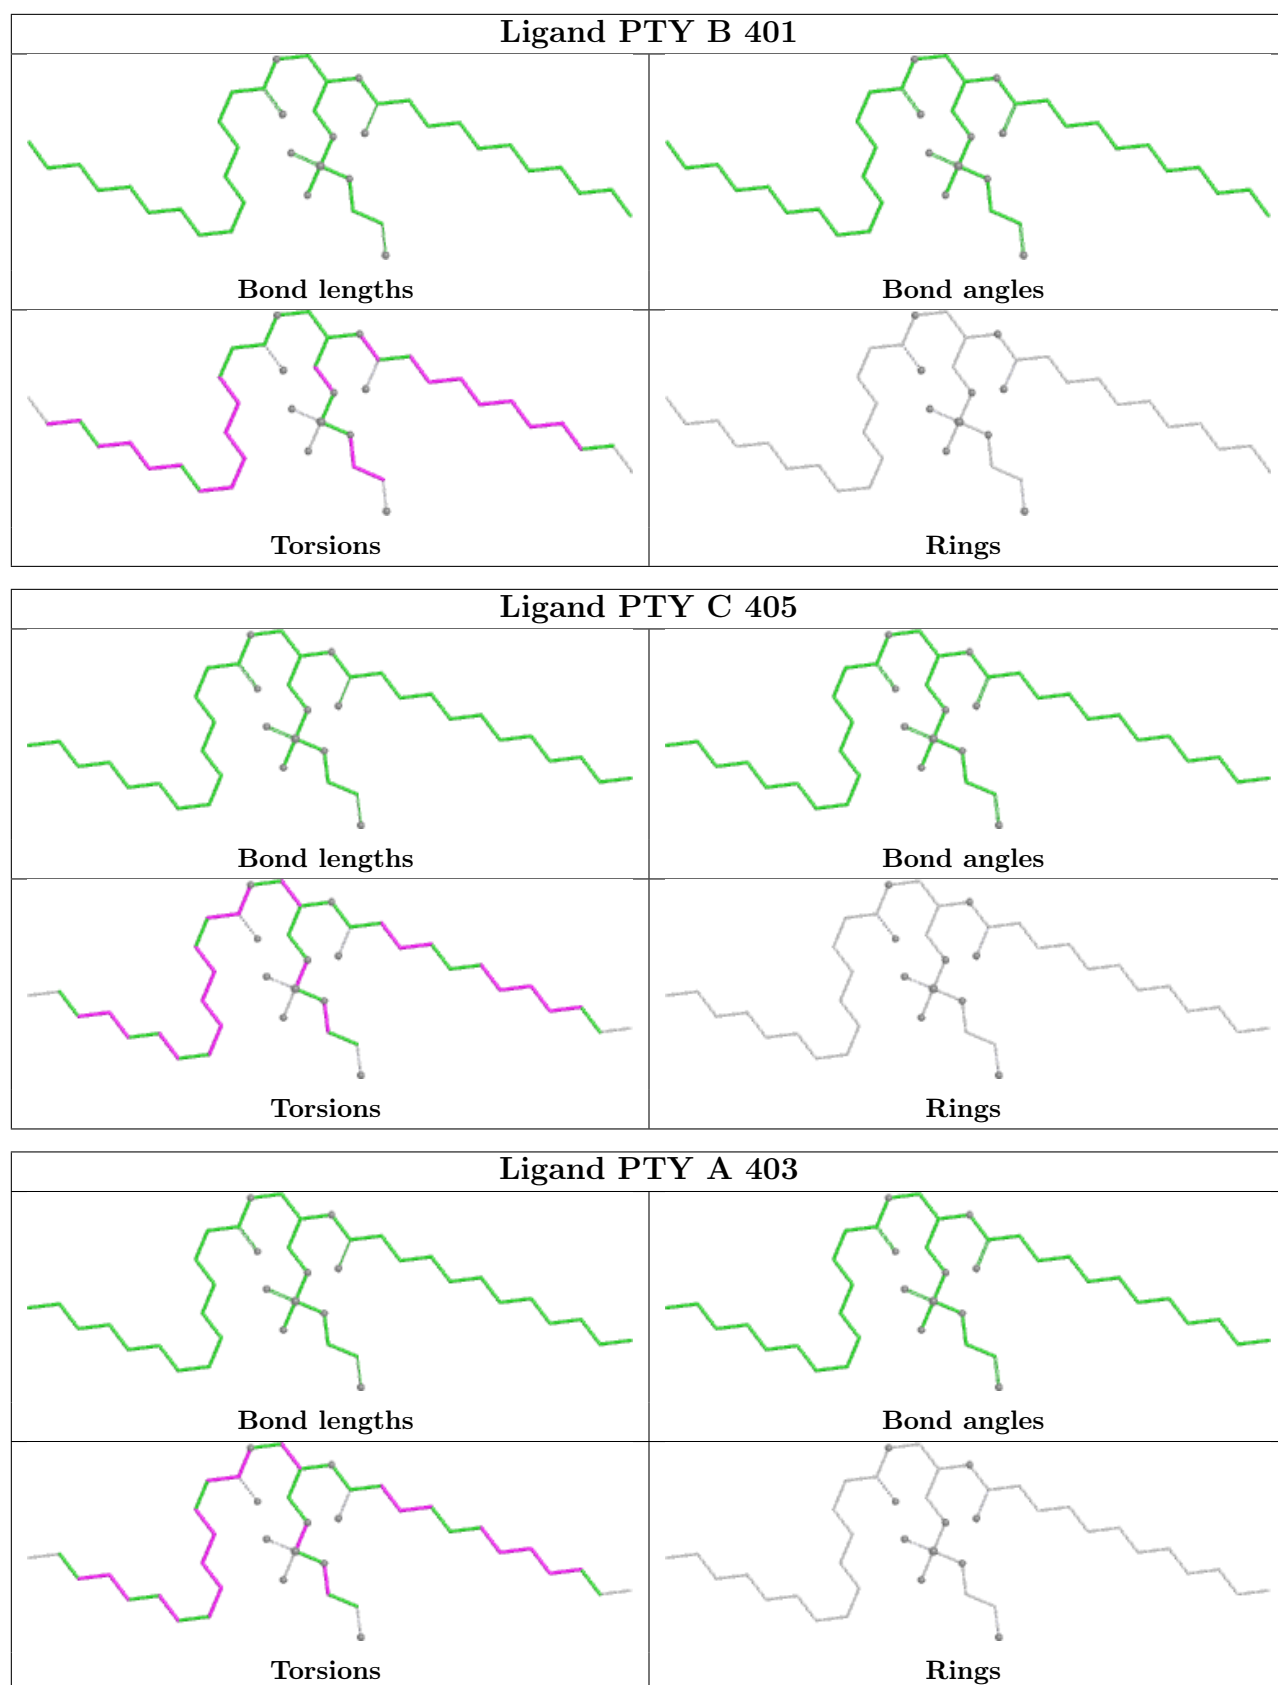 Ligand PTY B 401
Bond lengths
Bond angles
Torsions
Rings
Ligand PTY C 405
Bond lengths
Bond angles
Torsions
Rings
Ligand PTY A 403
Bond lengths
Bond angles
Torsions
Rings